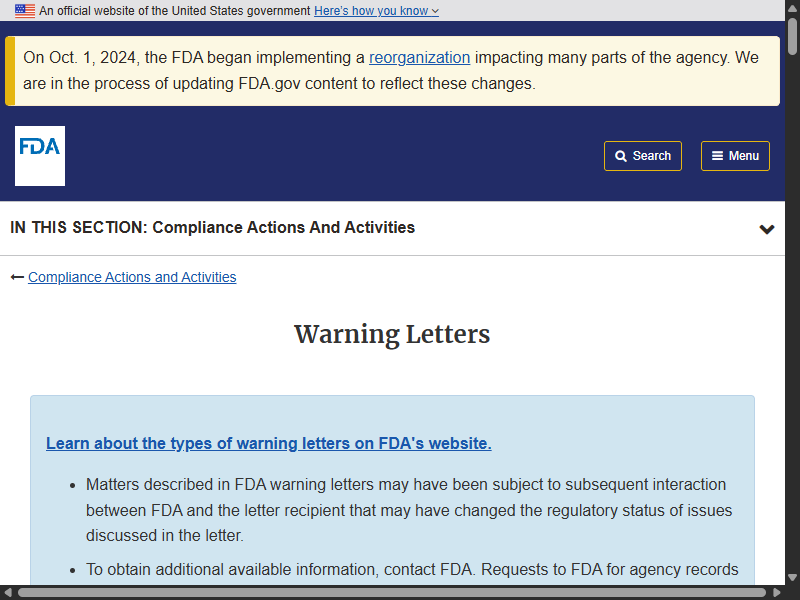 An official website of the United States government Here's how you know
On Oct. 1, 2024, the FDA began implementing a reorganization impacting many parts of the agency. We
are in the process of updating FDA.gov content to reflect these changes.
FDA
Search
Menu
IN THIS SECTION: Compliance Actions And Activities
Compliance Actions and Activities
Warning Letters
Learn about the types of warning letters on FDA's website.
• Matters described in FDA warning letters may have been subject to subsequent interaction
between FDA and the letter recipient that may have changed the regulatory status of issues
discussed in the letter.
• To obtain additional available information, contact FDA. Requests to FDA for agency records